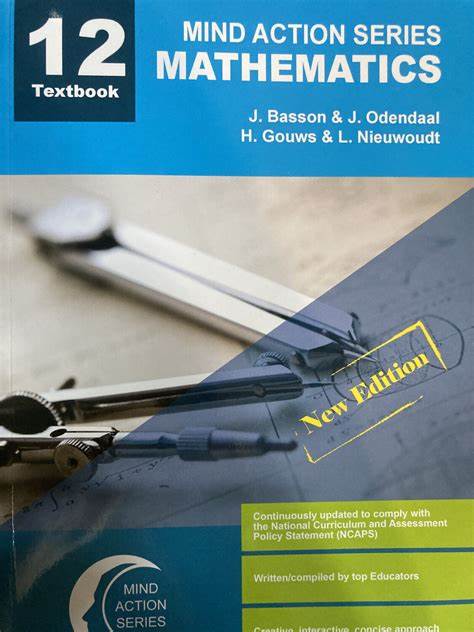 12
Textbook
MIND ACTION SERIES
MATHEMATICS
J. Basson & J. Odendaal
H. Gouws & L. Nieuwoudt
New Edition
Continuously updated to comply with
the National Curriculum and Assessment
Policy Statement (NCAPS)
Written/compiled by top Educators
Creative, interactive, concise approach
MIND
ACTION
SERIES